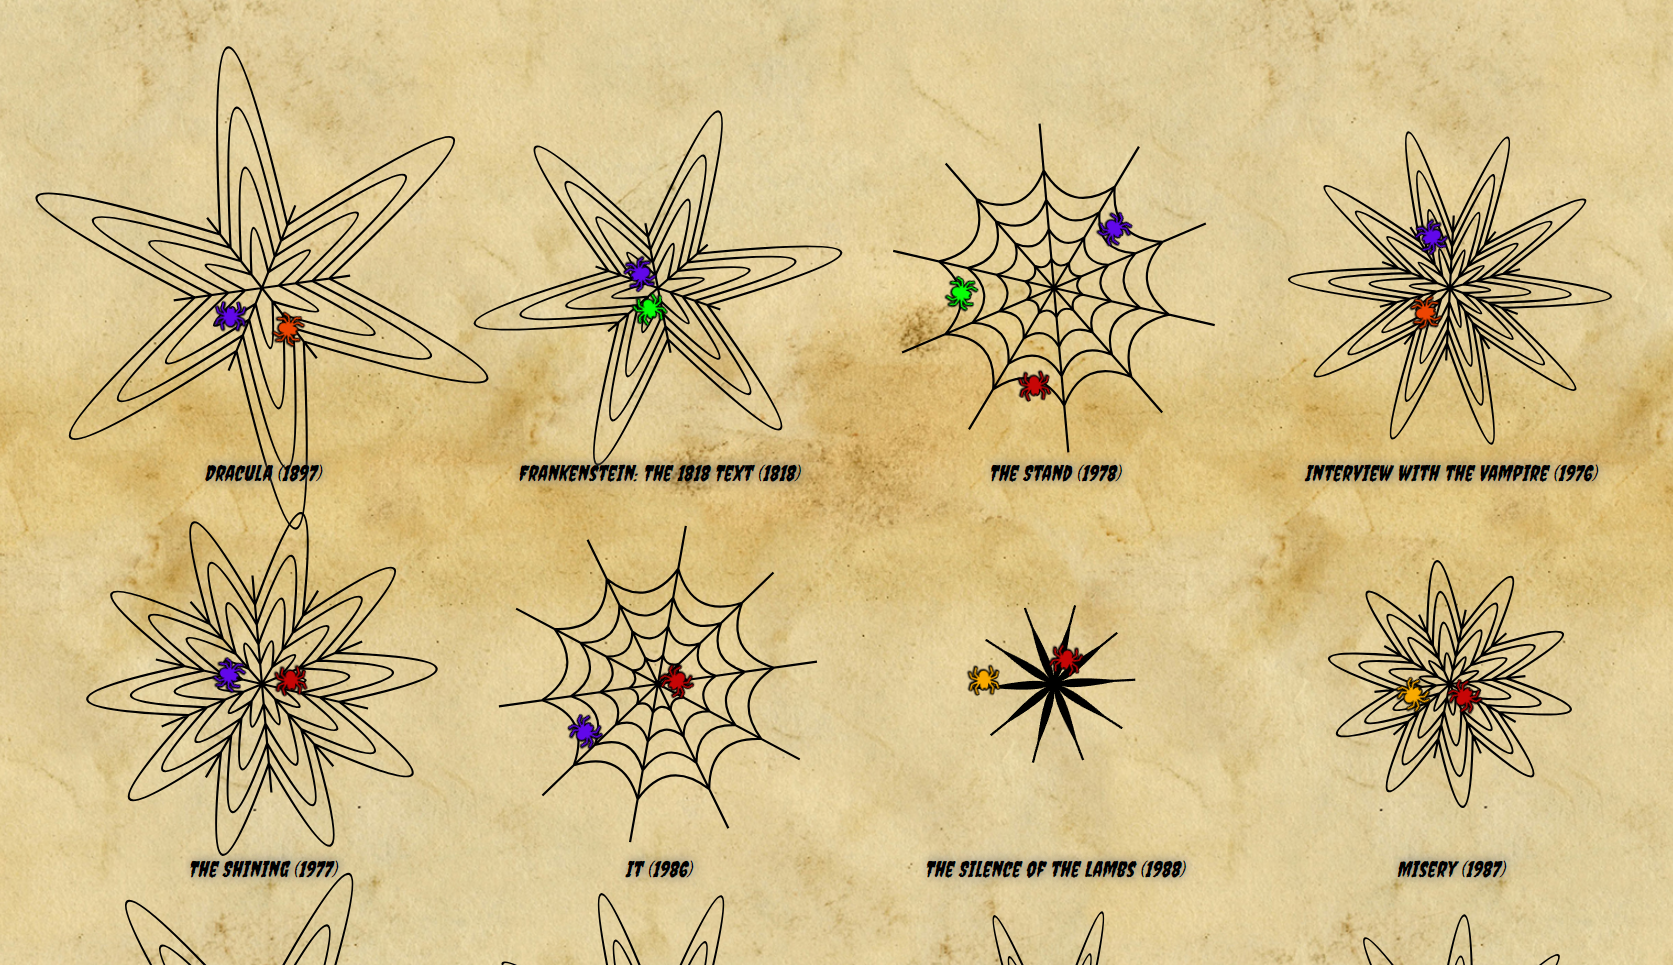 DRACULA (1897)
FRANKENSTEIN: THE 1818 TEXT (1818)
THE STAND (1978)
INTERVIEW WITH THE VAMPIRE (1976)
THE SHINING (1977)
IT (1986)
THE SILENCE OF THE LAMBS (1988)
MISERY (1987)